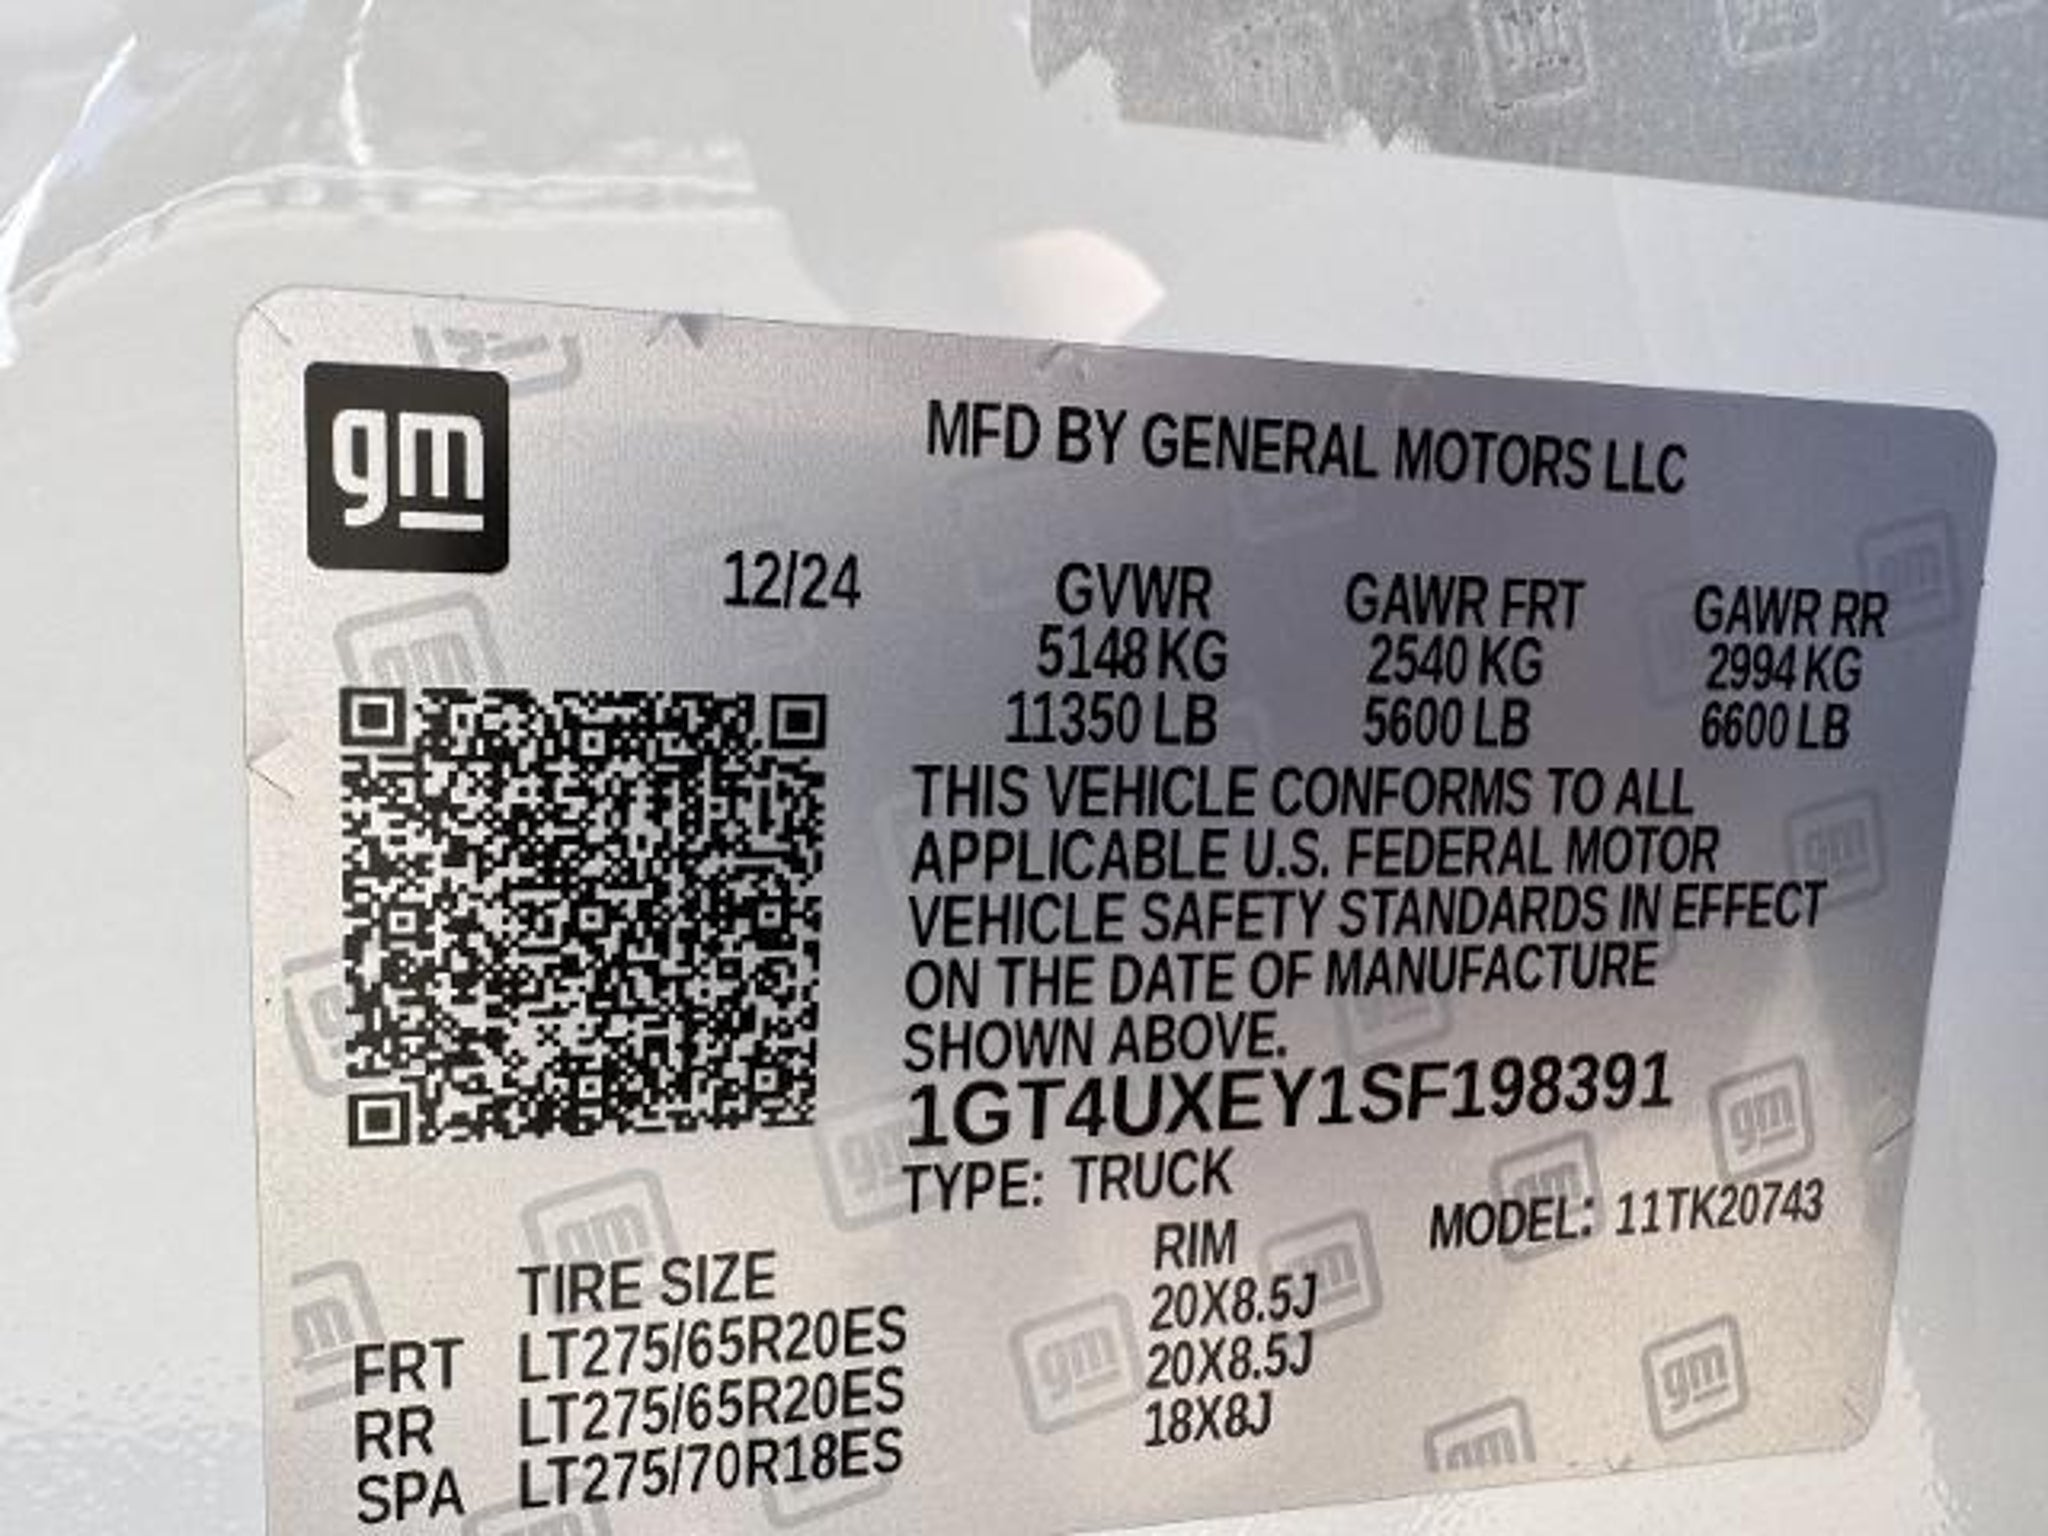 gm
MFD BY GENERAL MOTORS LLC
12/24 GVWR GAWR FRT GAWR RR
5148 KG 2540 KG 2994 KG
11350 LB 5600 LB 6600 LB
THIS VEHICLE CONFORMS TO ALL
APPLICABLE U.S. FEDERAL MOTOR
VEHICLE SAFETY STANDARDS IN EFFECT
ON THE DATE OF MANUFACTURE
SHOWN ABOVE.
1GT4UXEY1SF198391
TYPE: TRUCK
MODEL: 11TK20743
TIRE SIZE RIM
FRT LT275/65R20ES 20X8.5J
RR LT275/65R20ES 20X8.5J
SPA LT275/70R18ES 18X8J